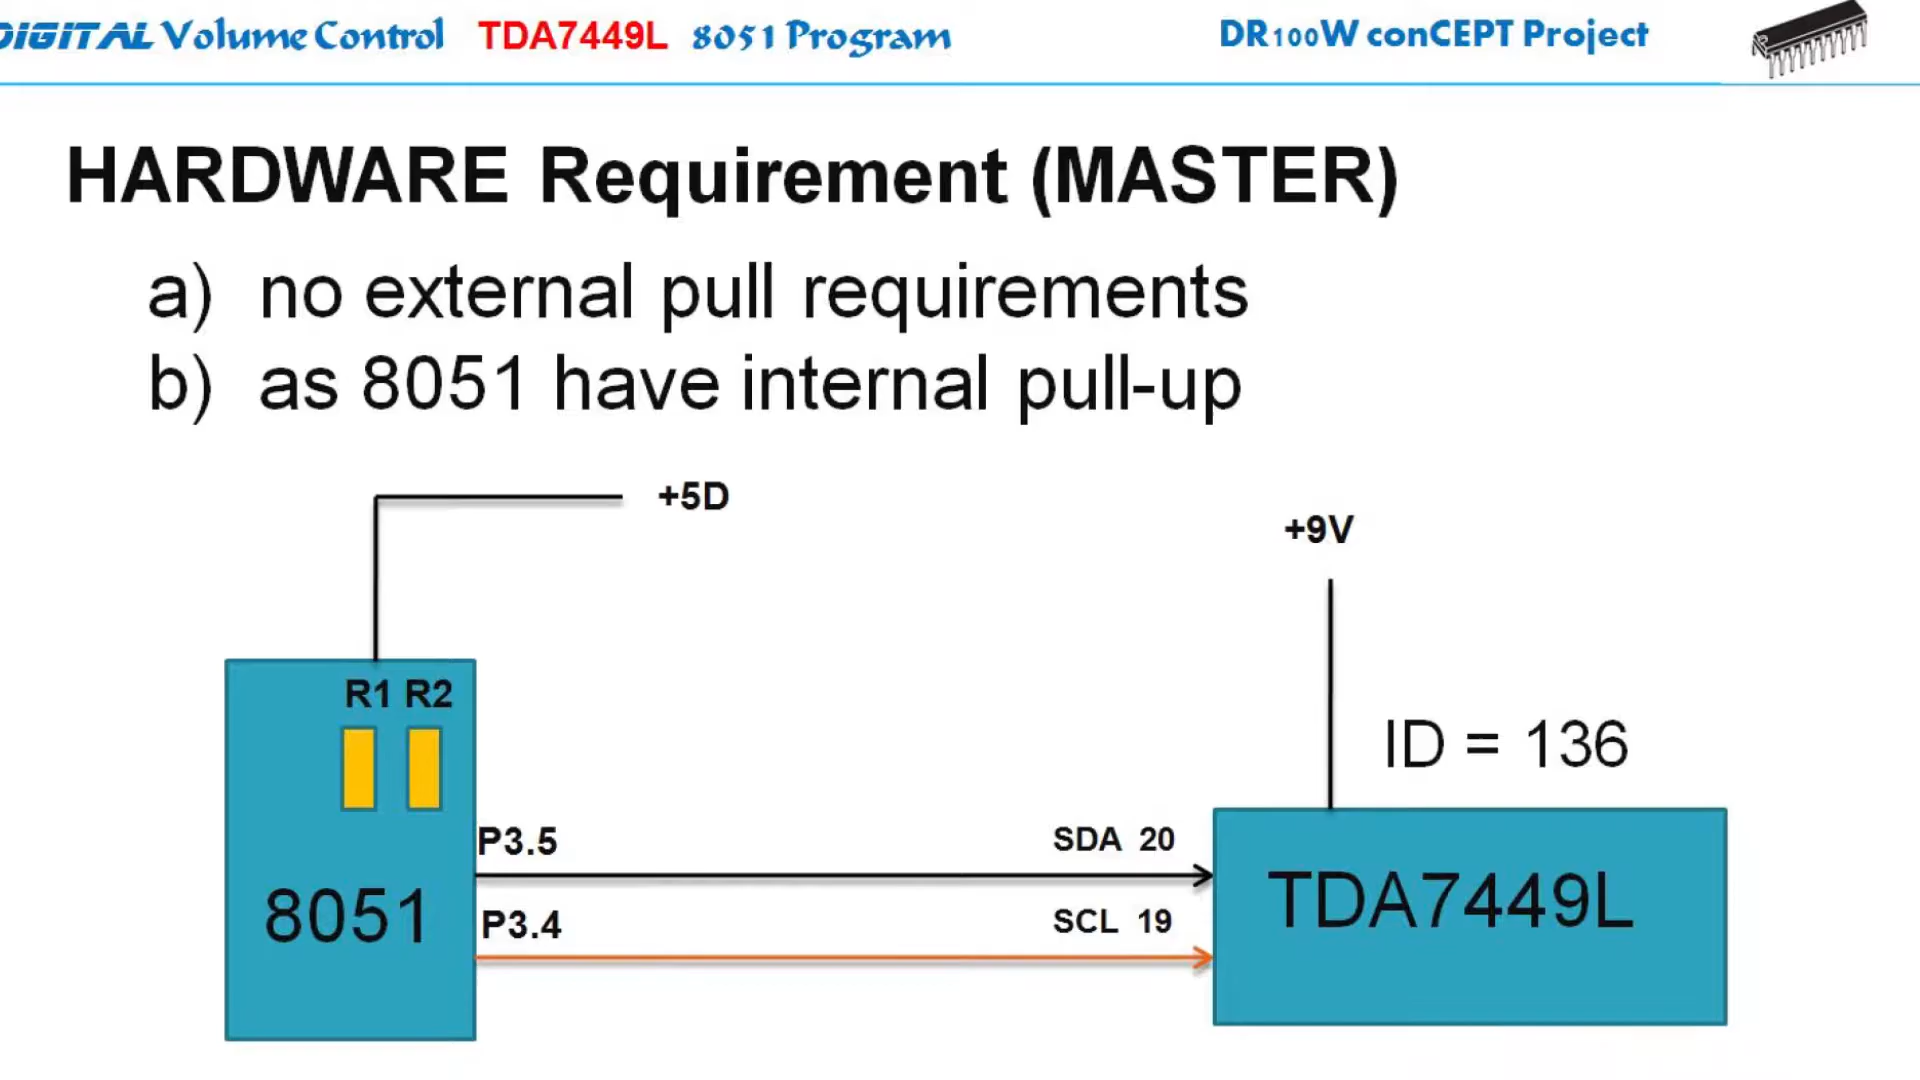 DIGITAL Volume Control TDA7449L 8051 Program DR100W conCEPT Project
HARDWARE Requirement (MASTER)
a) no external pull requirements
b) as 8051 have internal pull-up
+5D
+9V
R1 R2
ID = 136
P3.5 SDA 20
8051 TDA7449L
P3.4 SCL 19